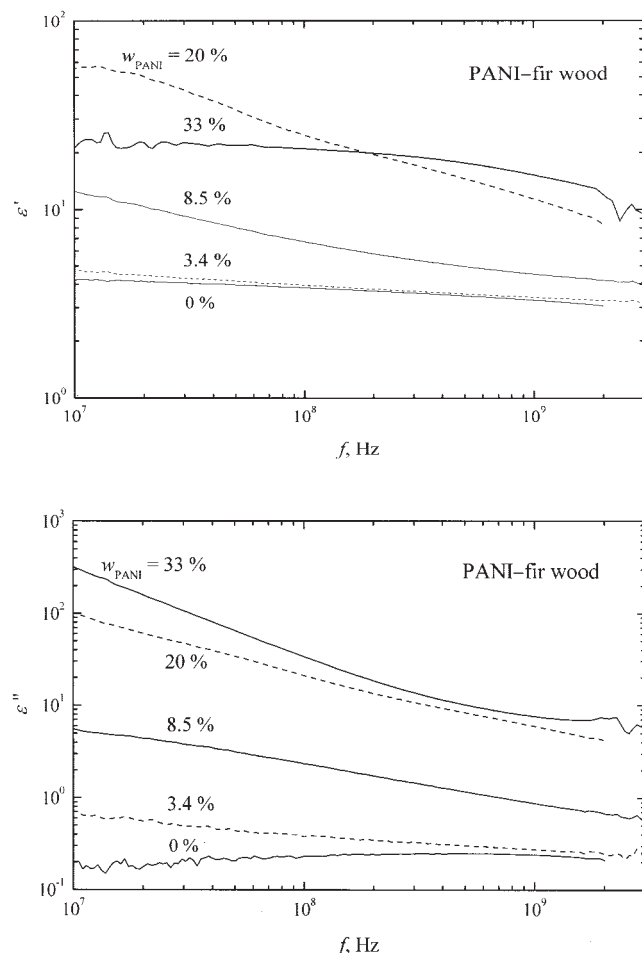 10²
w_PANI = 20 %
PANI–fir wood
33 %
ε'
10¹
8.5 %
3.4 %
0 %
10⁰
10⁷ 10⁸ 10⁹
f, Hz
10³
w_PANI = 33 %
PANI–fir wood
10²
20 %
ε"
10¹
8.5 %
10⁰
3.4 %
0 %
10⁻¹
10⁷ 10⁸ 10⁹
f, Hz